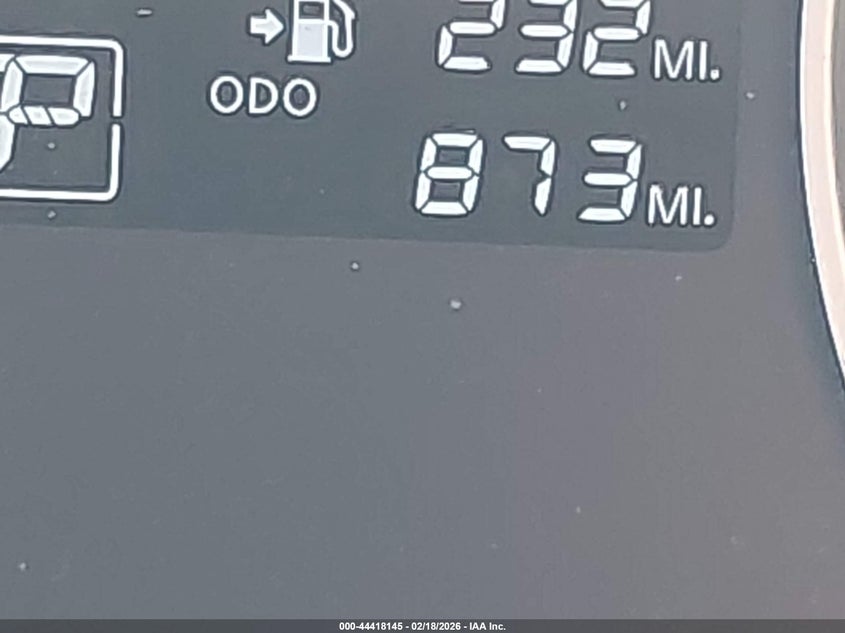 232 MI.
P
ODO
873 MI.
000-44418145 - 02/18/2026 - IAA Inc.